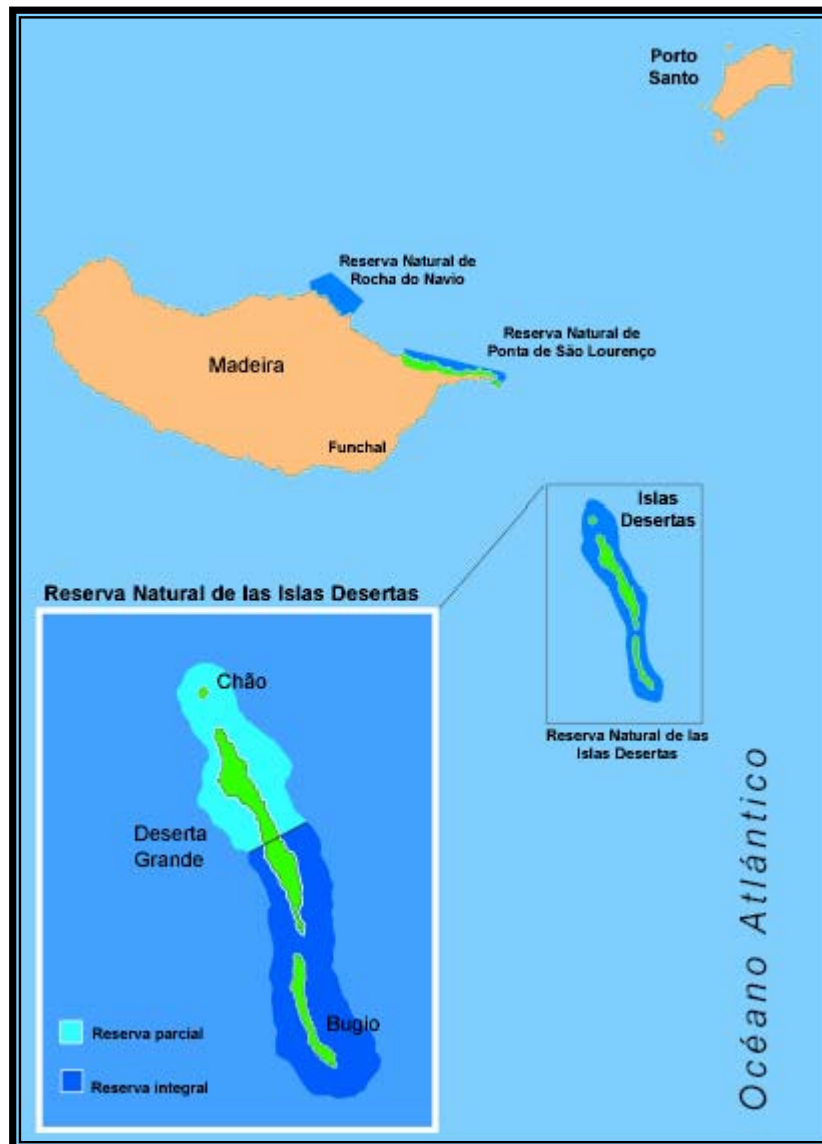 Porto
Santo
Reserva Natural de
Rocha do Navio
Reserva Natural de
Ponta de São Lourenço
Madeira
Funchal
Islas
Desertas
Reserva Natural de las Islas Desertas
Chão
Reserva Natural de las
Islas Desertas
Deserta
Grande
Bugio
Reserva parcial
Reserva integral
Océano Atlántico